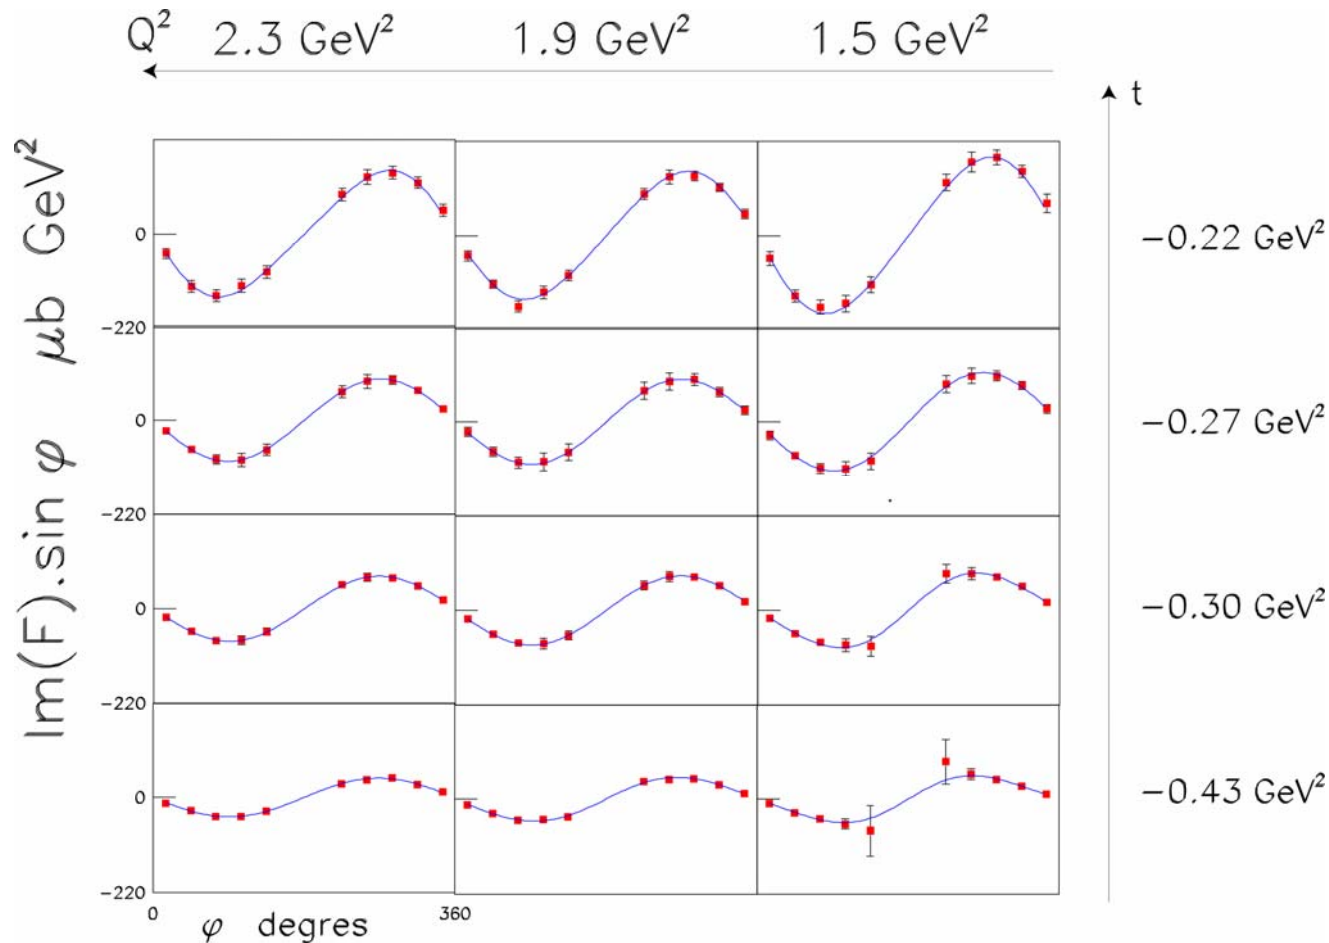 Q² 2.3 GeV² 1.9 GeV² 1.5 GeV²
t
Im(F).sin φ μb GeV²
0
-0.22 GeV²
-220
0
-0.27 GeV²
-220
0
-0.30 GeV²
-220
0
-0.43 GeV²
-220
0 360
φ degres